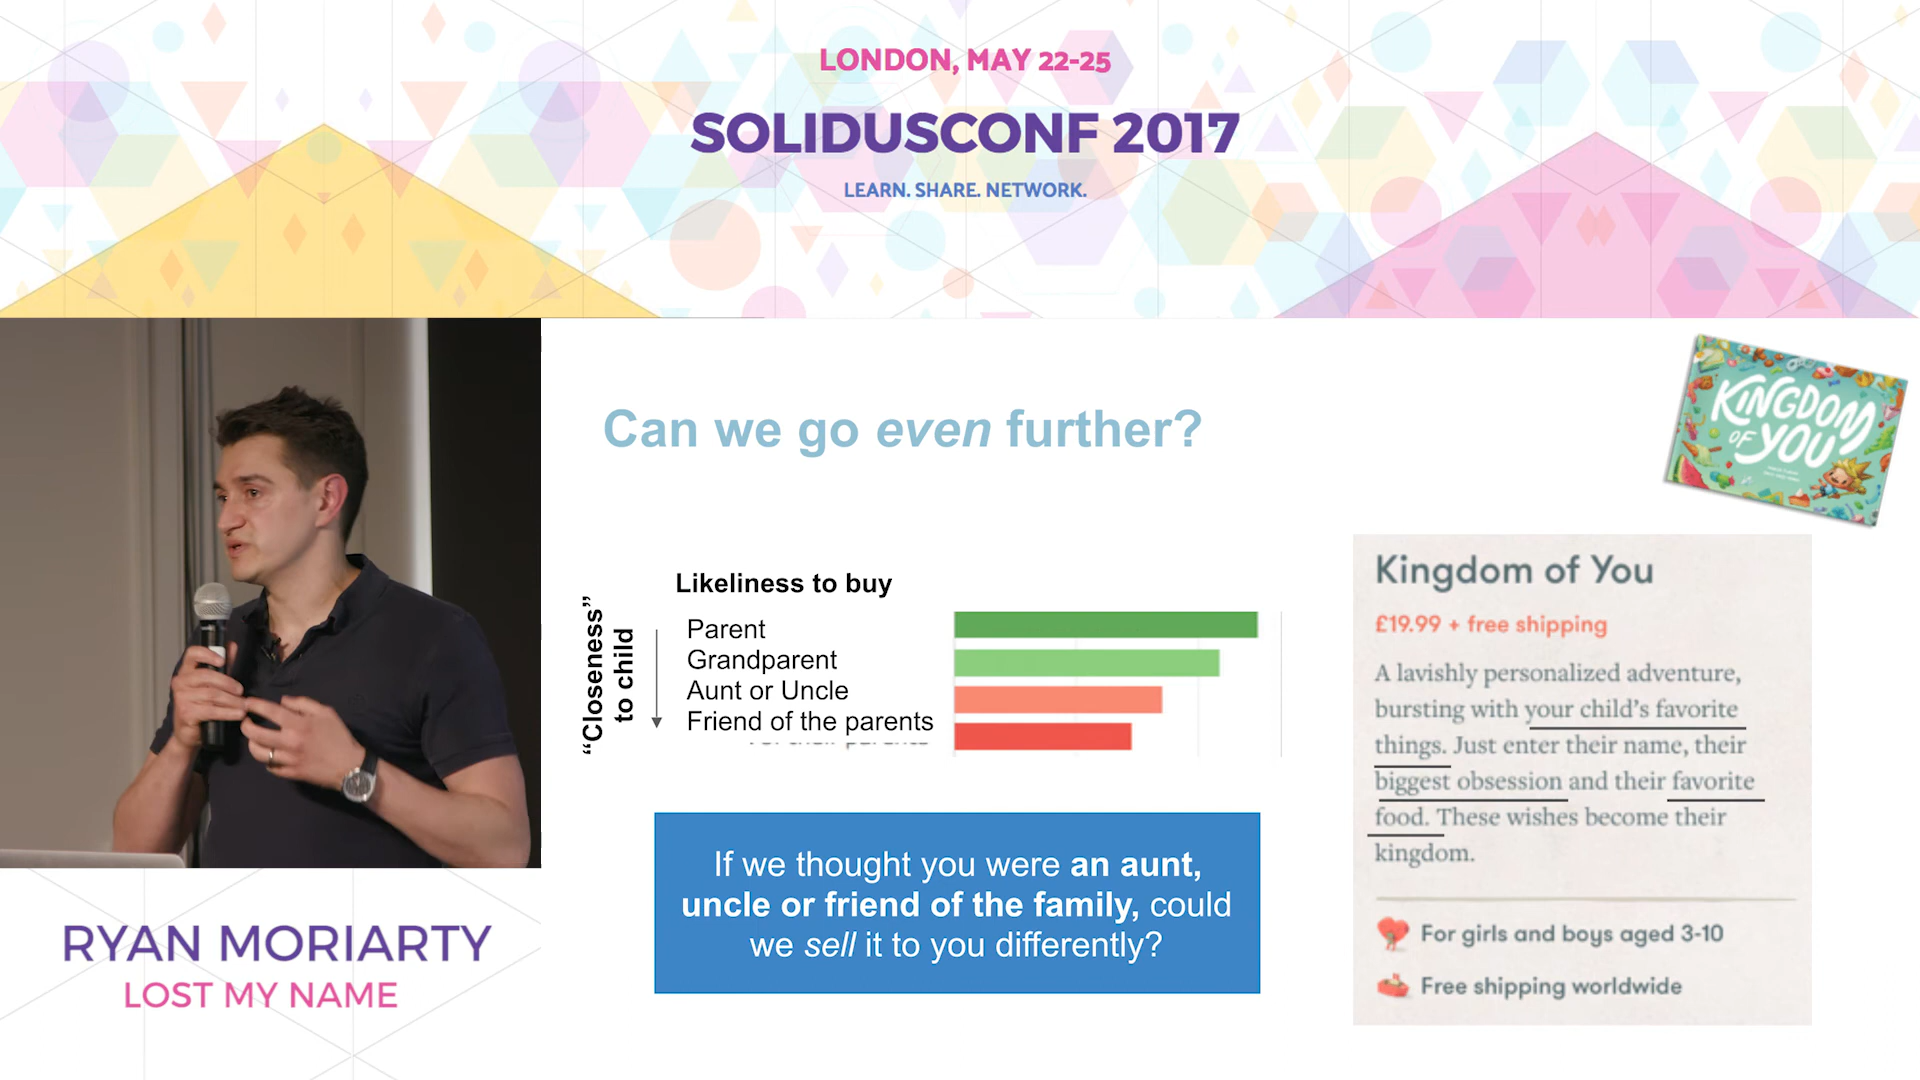 LONDON, MAY 22-25
SOLIDUSCONF 2017
LEARN. SHARE. NETWORK.
Can we go even further?
KINGDOM
OF
YOU
Likeliness to buy
"Closeness"
to child
Parent
Grandparent
Aunt or Uncle
Friend of the parents
If we thought you were an aunt,
uncle or friend of the family, could
we sell it to you differently?
Kingdom of You
£19.99 + free shipping
A lavishly personalized adventure,
bursting with your child's favorite
things. Just enter their name, their
biggest obsession and their favorite
food. These wishes become their
kingdom.
For girls and boys aged 3-10
Free shipping worldwide
RYAN MORIARTY
LOST MY NAME